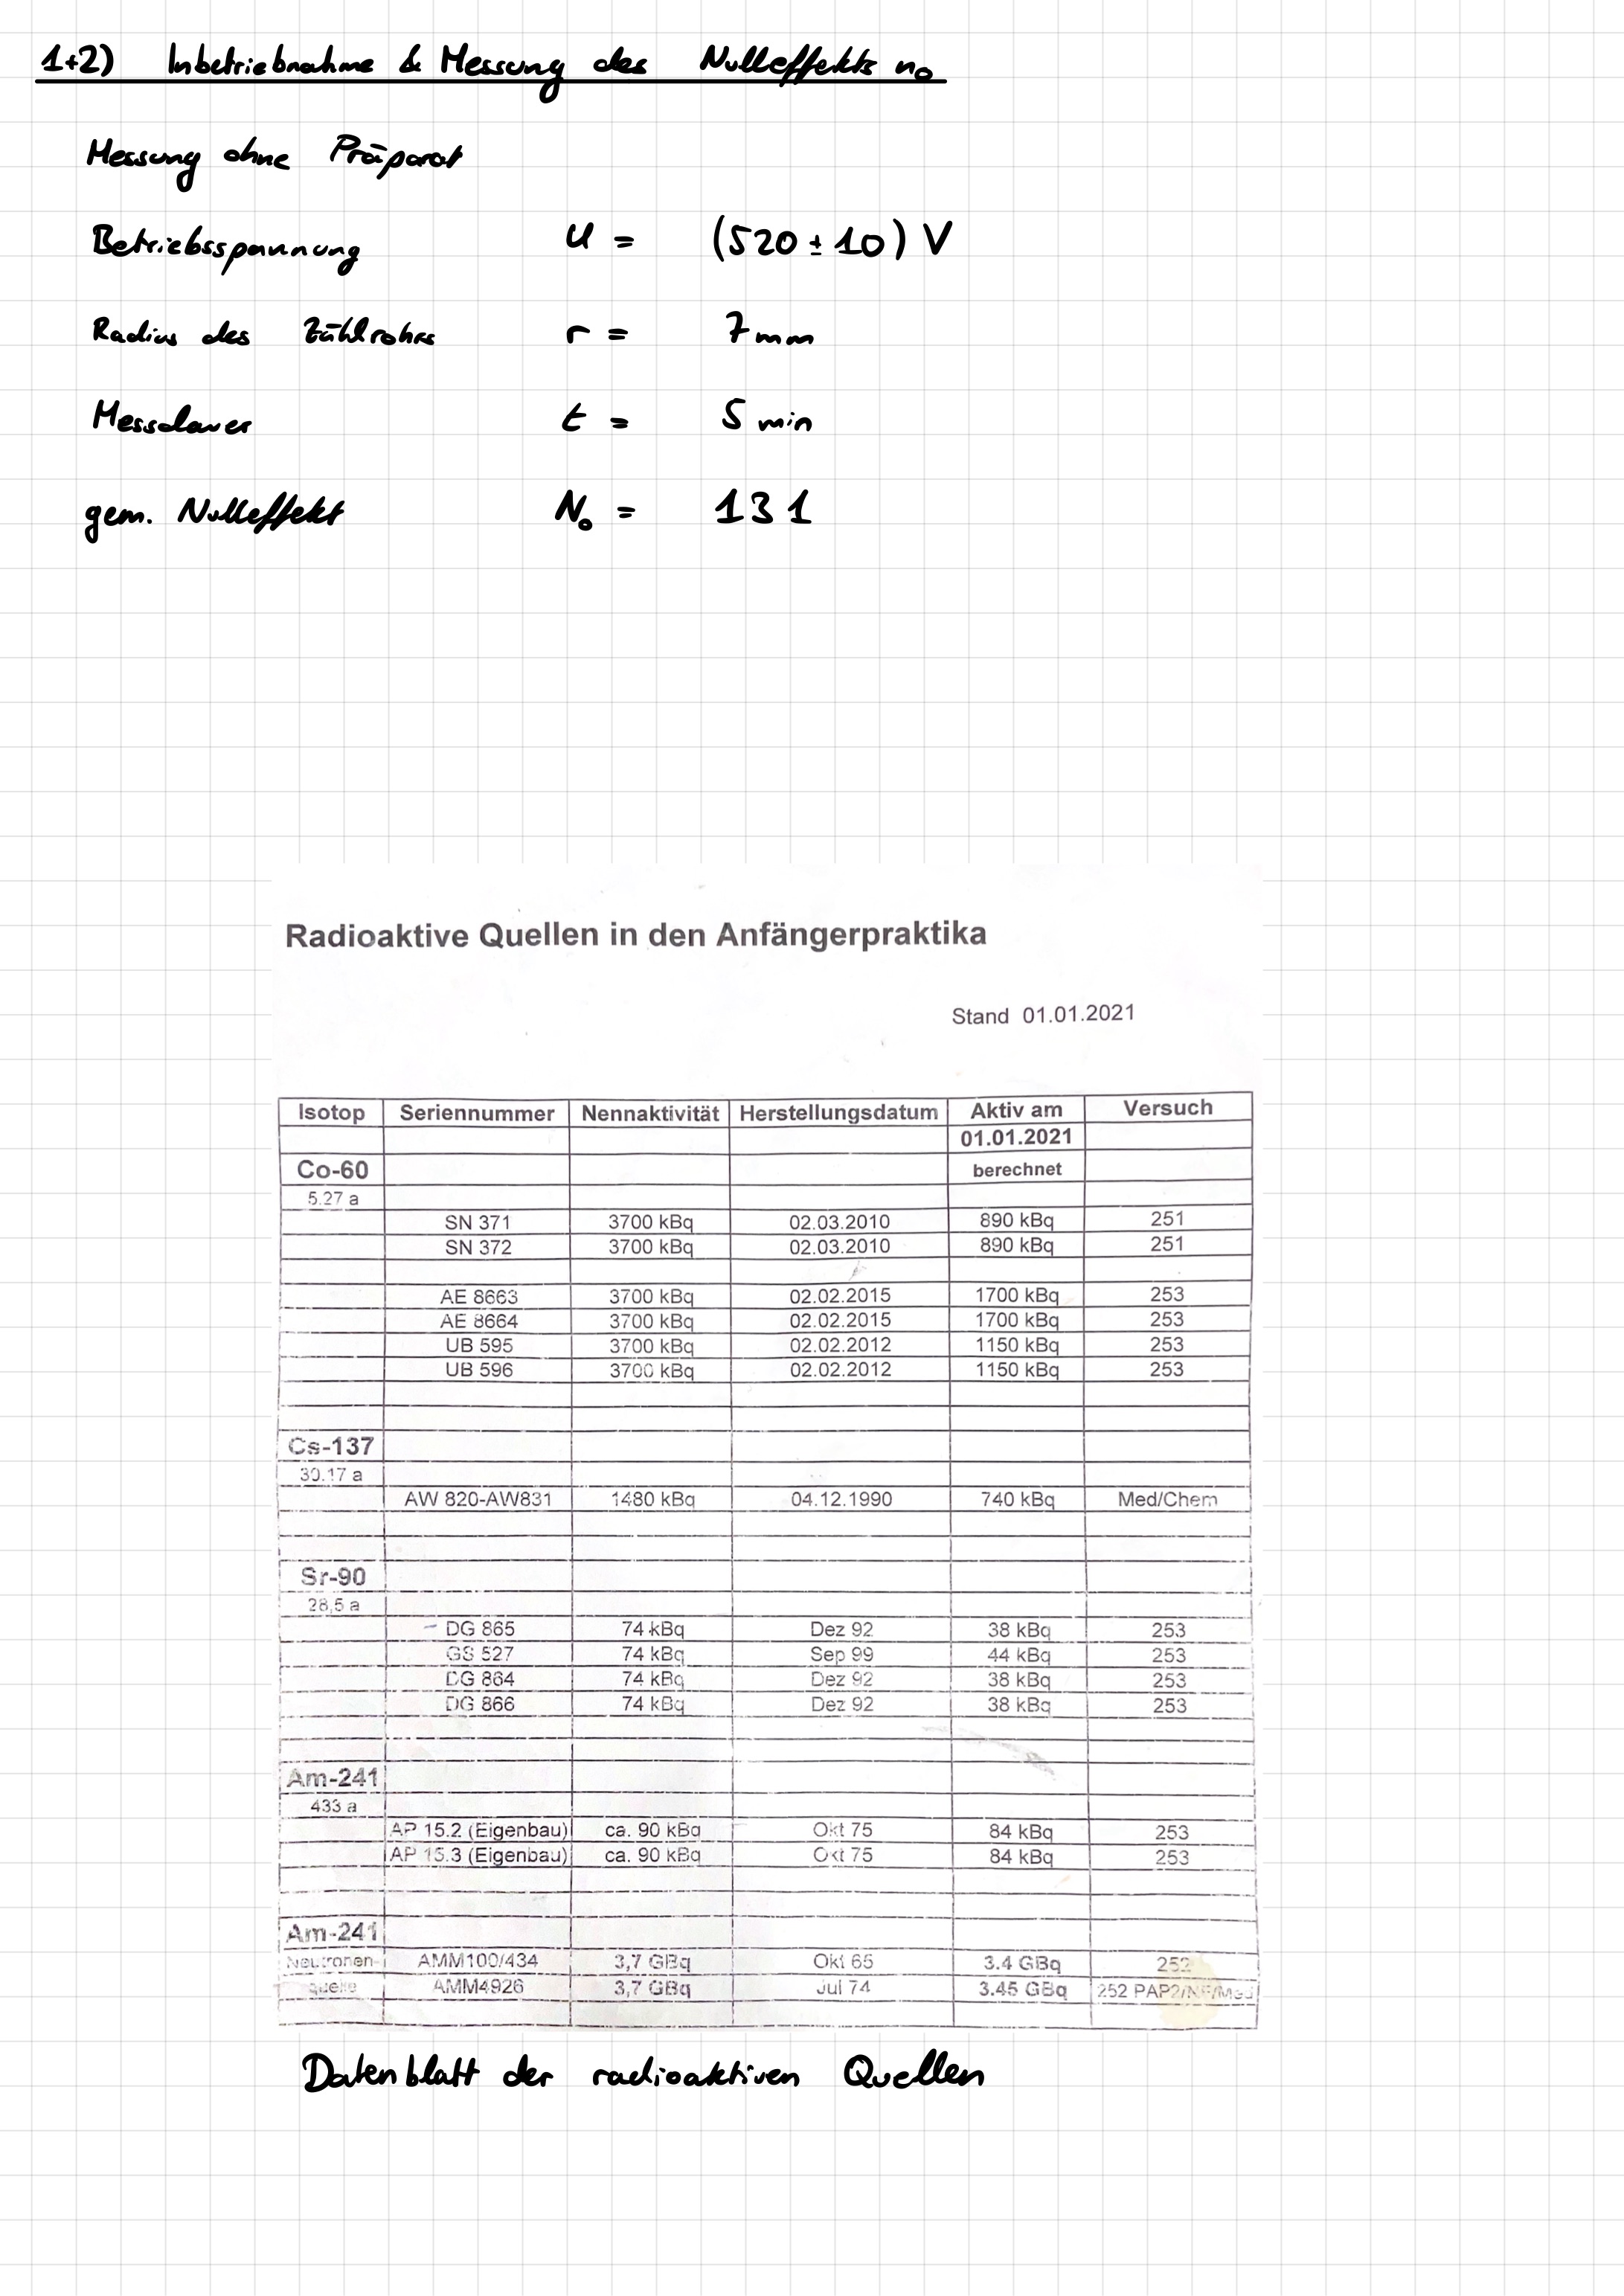 1+2) Inbetriebnahme & Messung des Nulleffekts n₀
Messung ohne Präparat
Betriebsspannung U = (520 ± 10) V
Radius des Zählrohrs r = 7 mm
Messdauer t = 5 min
gem. Nulleffekt N₀ = 131
Radioaktive Quellen in den Anfängerpraktika
Stand 01.01.2021
Isotop Seriennummer Nennaktivität Herstellungsdatum Aktiv am Versuch
01.01.2021
Co-60 berechnet
5.27 a
SN 371 3700 kBq 02.03.2010 890 kBq 251
SN 372 3700 kBq 02.03.2010 890 kBq 251
AE 8663 3700 kBq 02.02.2015 1700 kBq 253
AE 8664 3700 kBq 02.02.2015 1700 kBq 253
UB 595 3700 kBq 02.02.2012 1150 kBq 253
UB 596 3700 kBq 02.02.2012 1150 kBq 253
Cs-137
30.17 a
AW 820-AW831 1480 kBq 04.12.1990 740 kBq Med/Chem
Sr-90
28,5 a
DG 865 74 kBq Dez 92 38 kBq 253
GS 527 74 kBq Sep 99 44 kBq 253
DG 864 74 kBq Dez 92 38 kBq 253
DG 866 74 kBq Dez 92 38 kBq 253
Am-241
433 a
AP 15.2 (Eigenbau) ca. 90 kBq Okt 75 84 kBq 253
AP 15.3 (Eigenbau) ca. 90 kBq Okt 75 84 kBq 253
Am-241
Neutronen- AMM100/434 3,7 GBq Okt 65 3.4 GBq 252
quelle AMM4926 3,7 GBq Jul 74 3.45 GBq 252 PAP2/NF/Med
Datenblatt der radioaktiven Quellen